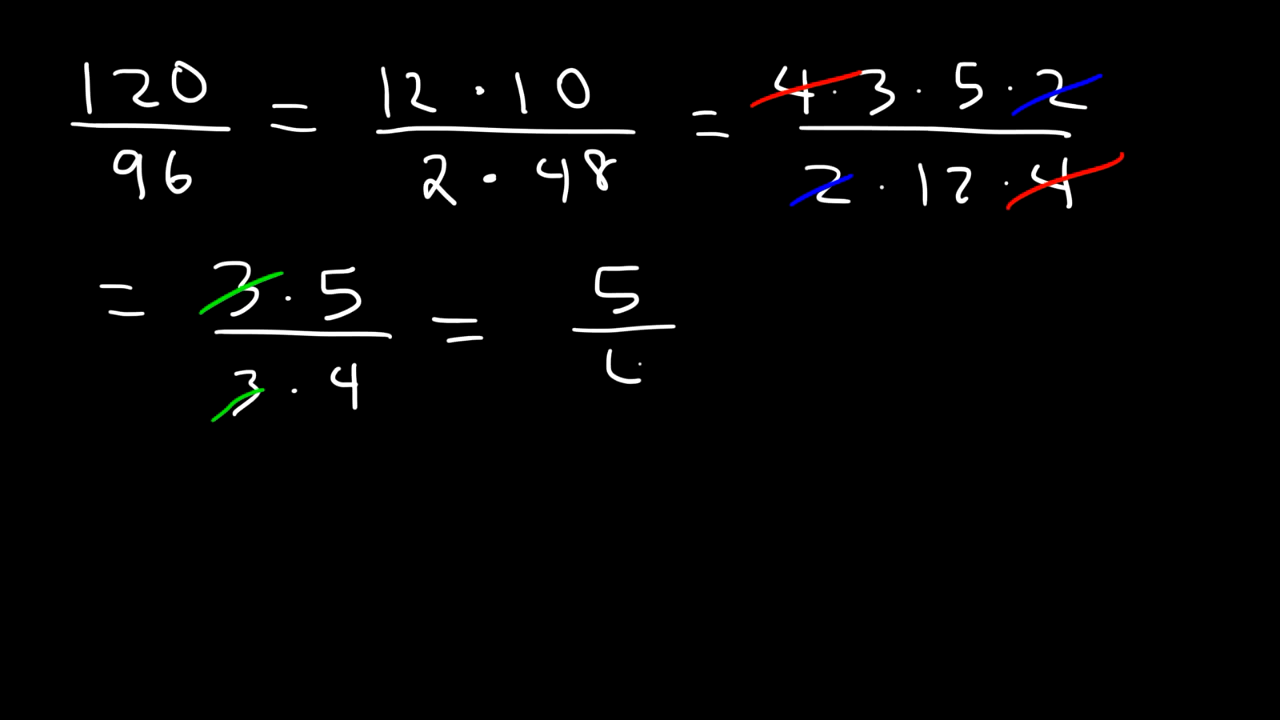 120/96 = 12 · 10/2 · 48 = 4 · 3 · 5 · 2/2 · 12 · 4
= 3 · 5/3 · 4 = 5/